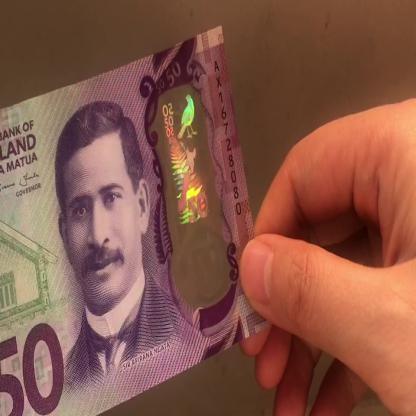 BANK OF
LAND
A MATUA
GOVERNOR
50
AX16728080
50
SIR APIRANA NGATA
50